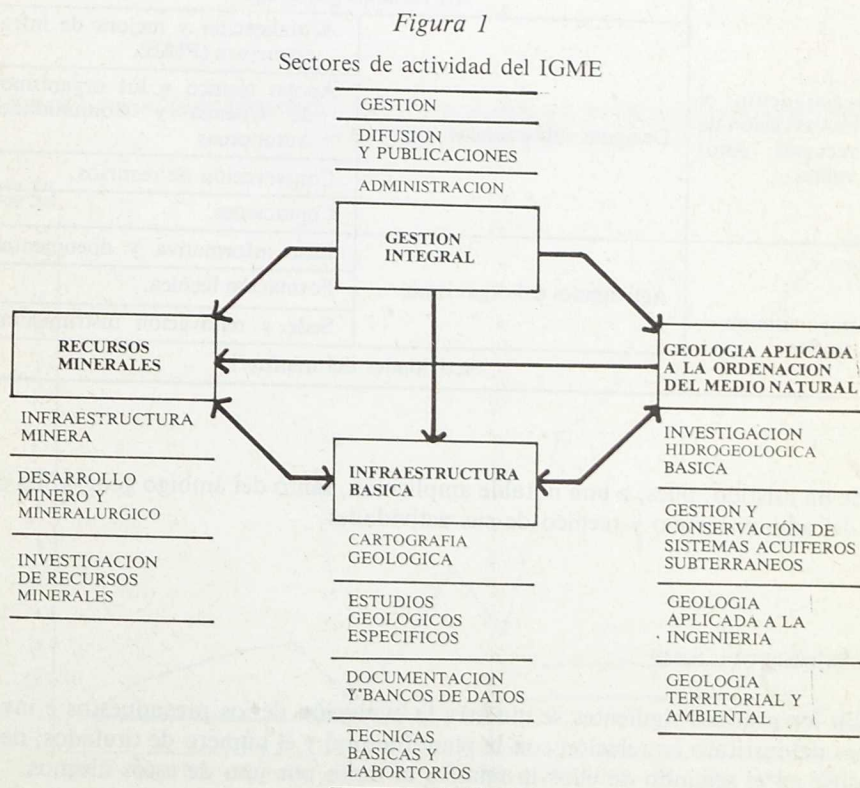 Figura 1
Sectores de actividad del IGME
GESTION
DIFUSION
Y PUBLICACIONES
ADMINISTRACION
GESTION
INTEGRAL
RECURSOS
MINERALES
GEOLOGIA APLICADA
A LA ORDENACION
DEL MEDIO NATURAL
INFRAESTRUCTURA
MINERA
DESARROLLO
MINERO Y
MINERALURGICO
INVESTIGACION
DE RECURSOS
MINERALES
INFRAESTRUCTURA
BASICA
CARTOGRAFIA
GEOLOGICA
ESTUDIOS
GEOLOGICOS
ESPECIFICOS
DOCUMENTACION
Y BANCOS DE DATOS
TECNICAS
BASICAS Y
LABORTORIOS
INVESTIGACION
HIDROGEOLOGICA
BASICA
GESTION Y
CONSERVACIÓN DE
SISTEMAS ACUIFEROS
SUBTERRANEOS
GEOLOGIA
APLICADA A LA
INGENIERIA
GEOLOGIA
TERRITORIAL Y
AMBIENTAL